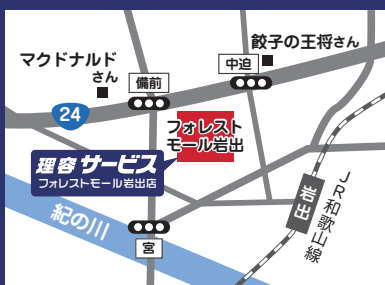 餃子の王将さん
マクドナルド
さん
中迫
備前
24
フォレスト
モール岩出
理容サービス
フォレストモール岩出店
紀の川
宮
岩出
JR和歌山線